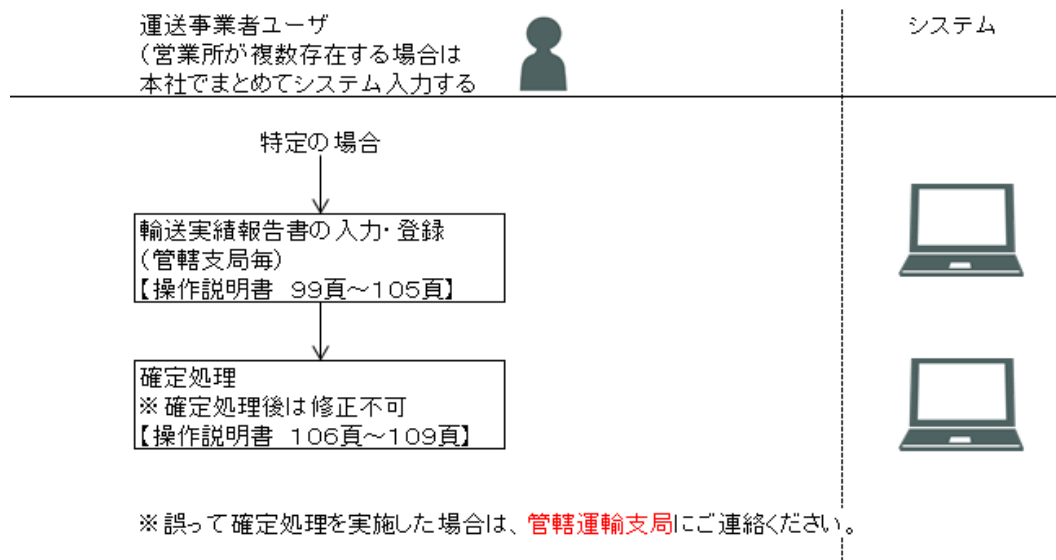 運送事業者ユーザ
（営業所が複数存在する場合は
本社でまとめてシステム入力する
システム
特定の場合
輸送実績報告書の入力・登録
（管轄支局毎）
【操作説明書　９９頁～１０５頁】
確定処理
※確定処理後は修正不可
【操作説明書　１０６頁～１０９頁】
※誤って確定処理を実施した場合は、管轄運輸支局にご連絡ください。